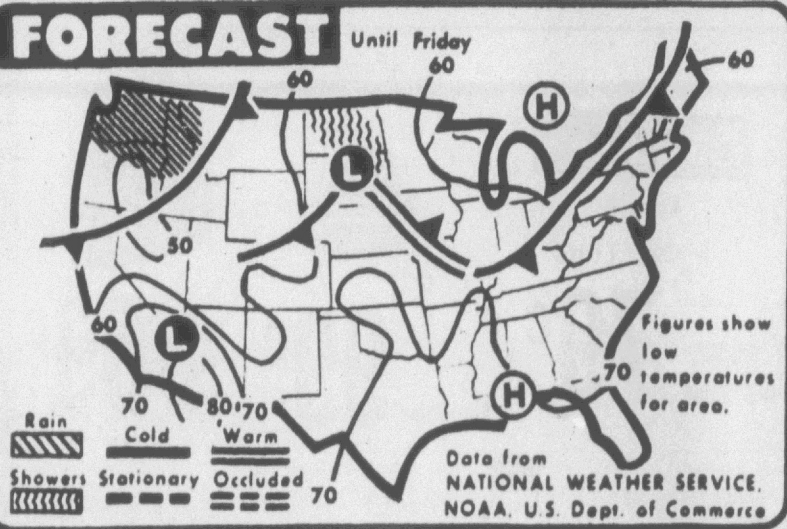 FORECAST
Until Friday
60
60
60
H
L
50
60
L
Figures show
low
70 temperatures
for area.
H
70
80
70
70
Rain
Cold
Warm
Showers
Stationary
Occluded
Data from
NATIONAL WEATHER SERVICE,
NOAA, U.S. Dept. of Commerce